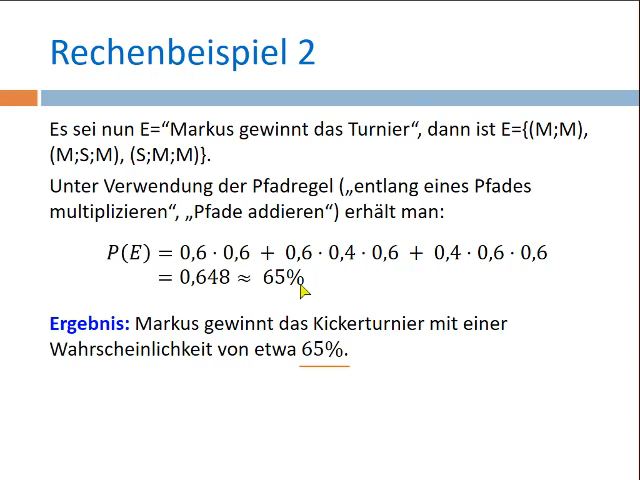 Rechenbeispiel 2
Es sei nun E=“Markus gewinnt das Turnier“, dann ist E={(M;M),
(M;S;M), (S;M;M)}.
Unter Verwendung der Pfadregel („entlang eines Pfades
multiplizieren“, „Pfade addieren“) erhält man:
P(E) = 0,6 · 0,6 + 0,6 · 0,4 · 0,6 + 0,4 · 0,6 · 0,6
= 0,648 ≈ 65%
Ergebnis: Markus gewinnt das Kickerturnier mit einer
Wahrscheinlichkeit von etwa 65%.